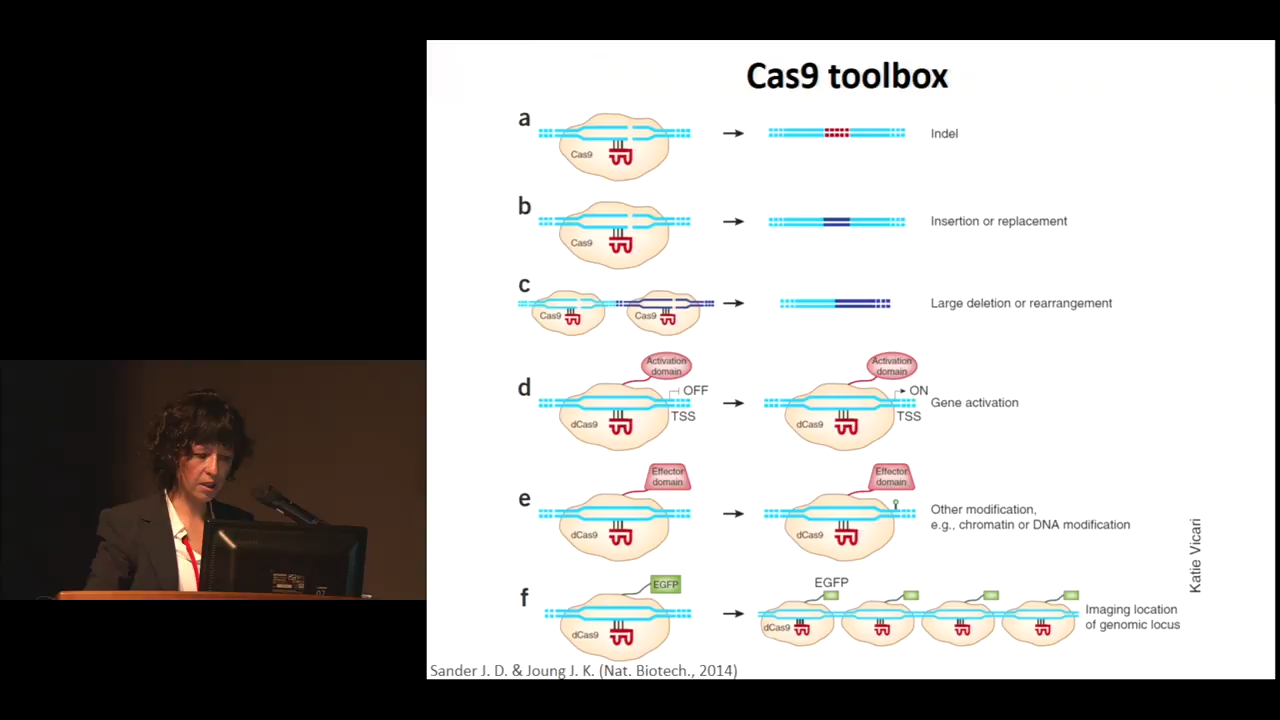 Cas9 toolbox
a
Cas9
Indel
b
Cas9
Insertion or replacement
c
Cas9
Cas9
Large deletion or rearrangement
d
Activation
domain
OFF
TSS
dCas9
Activation
domain
ON
TSS
dCas9
Gene activation
e
Effector
domain
dCas9
Effector
domain
dCas9
Other modification,
e.g., chromatin or DNA modification
f
EGFP
dCas9
EGFP
dCas9
Imaging location
of genomic locus
Katie Vicari
Sander J. D. & Joung J. K. (Nat. Biotech., 2014)